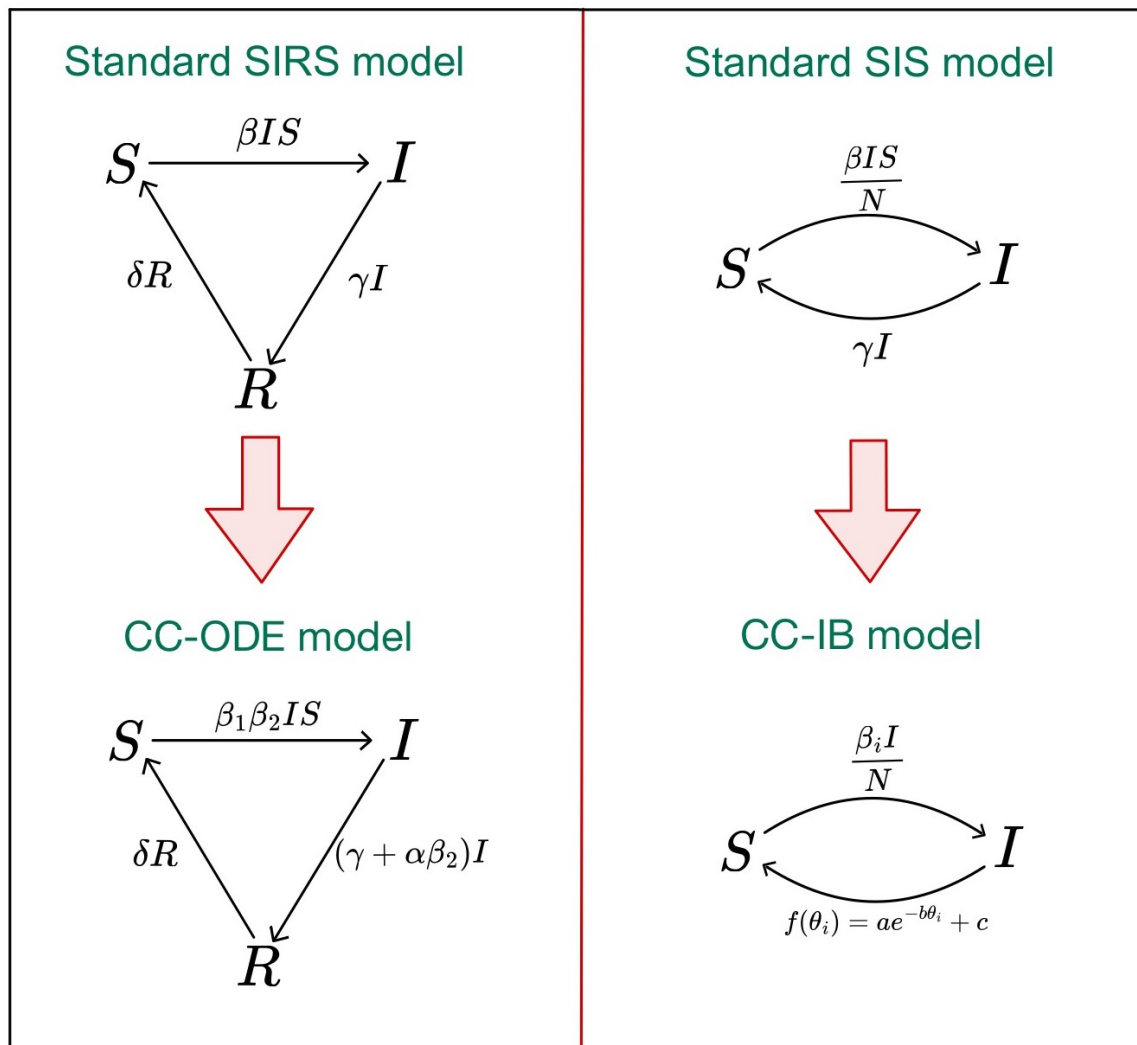 Standard SIRS model
S
βIS
I
δR
γI
R
CC-ODE model
S
β₁β₂IS
I
δR
(γ + αβ₂)I
R
Standard SIS model
βIS
N
S
I
γI
CC-IB model
βᵢI
N
S
I
f(θᵢ) = ae^{−bθᵢ} + c